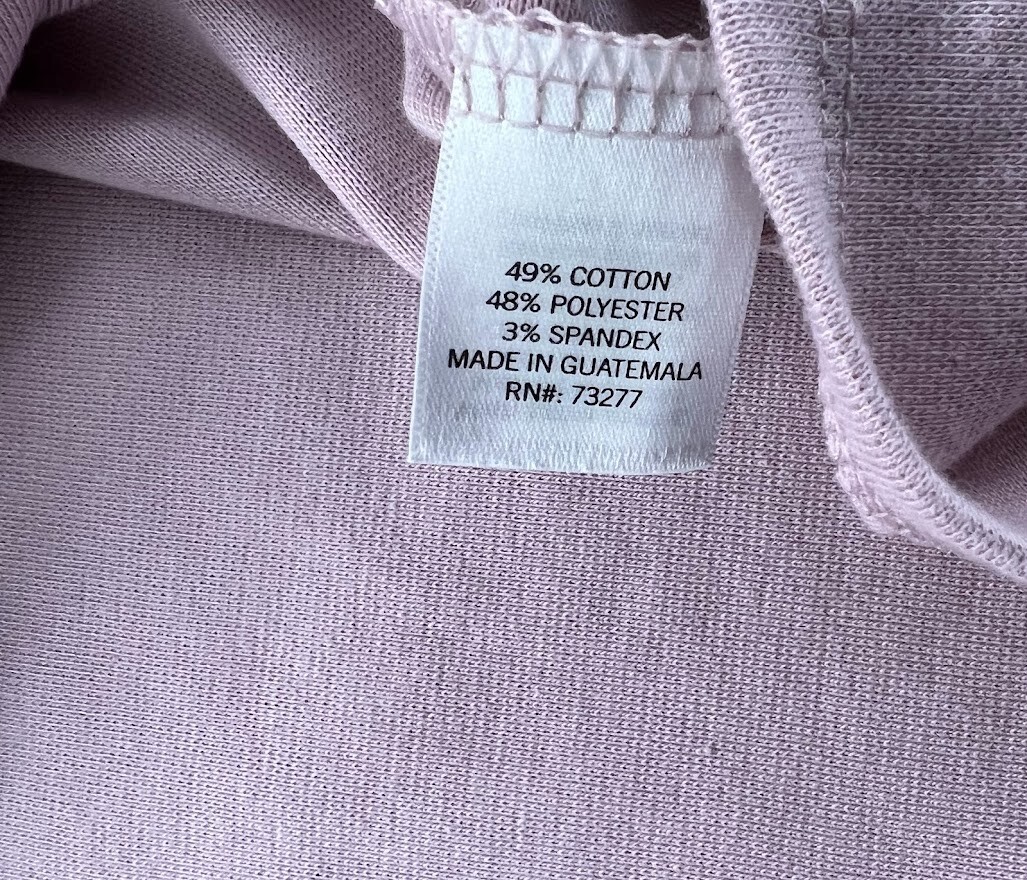 49% COTTON
48% POLYESTER
3% SPANDEX
MADE IN GUATEMALA
RN#: 73277